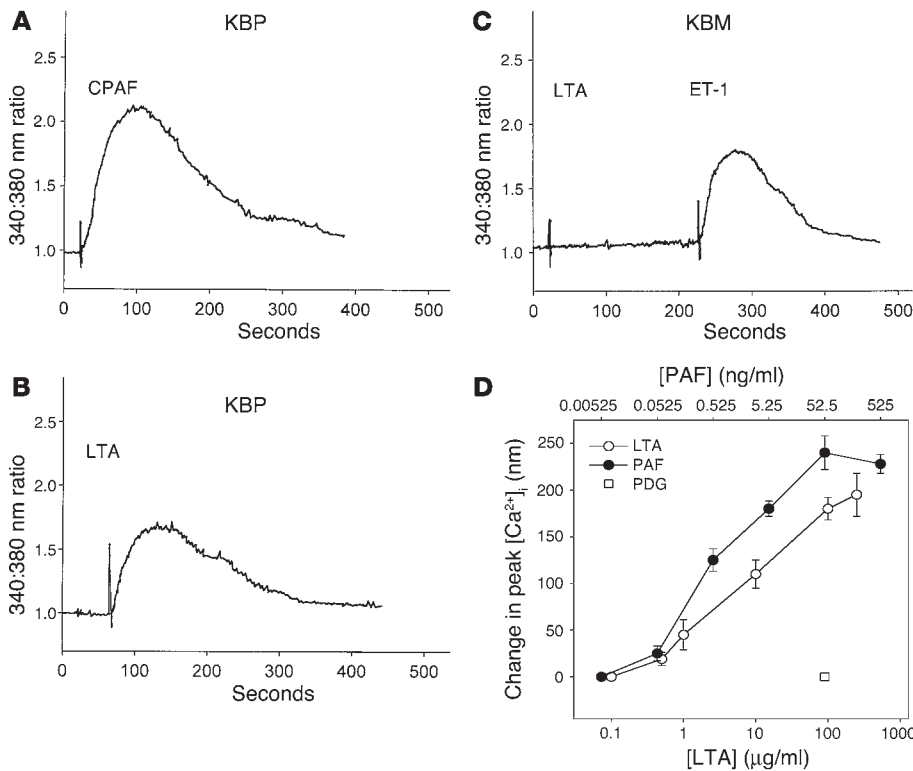 A
KBP
2.5
2.0
1.5
1.0
CPAF
340:380 nm ratio
0 100 200 300 400 500
Seconds
C
KBM
2.5
2.0
1.5
1.0
LTA ET-1
340:380 nm ratio
0 100 200 300 400 500
Seconds
B
KBP
2.5
2.0
1.5
1.0
LTA
340:380 nm ratio
0 100 200 300 400 500
Seconds
D
[PAF] (ng/ml)
0.00525 0.0525 0.525 5.25 52.5 525
250
200
150
100
50
0
LTA
PAF
PDG
Change in peak [Ca2+]i (nm)
0.1 1 10 100 1000
[LTA] (μg/ml)